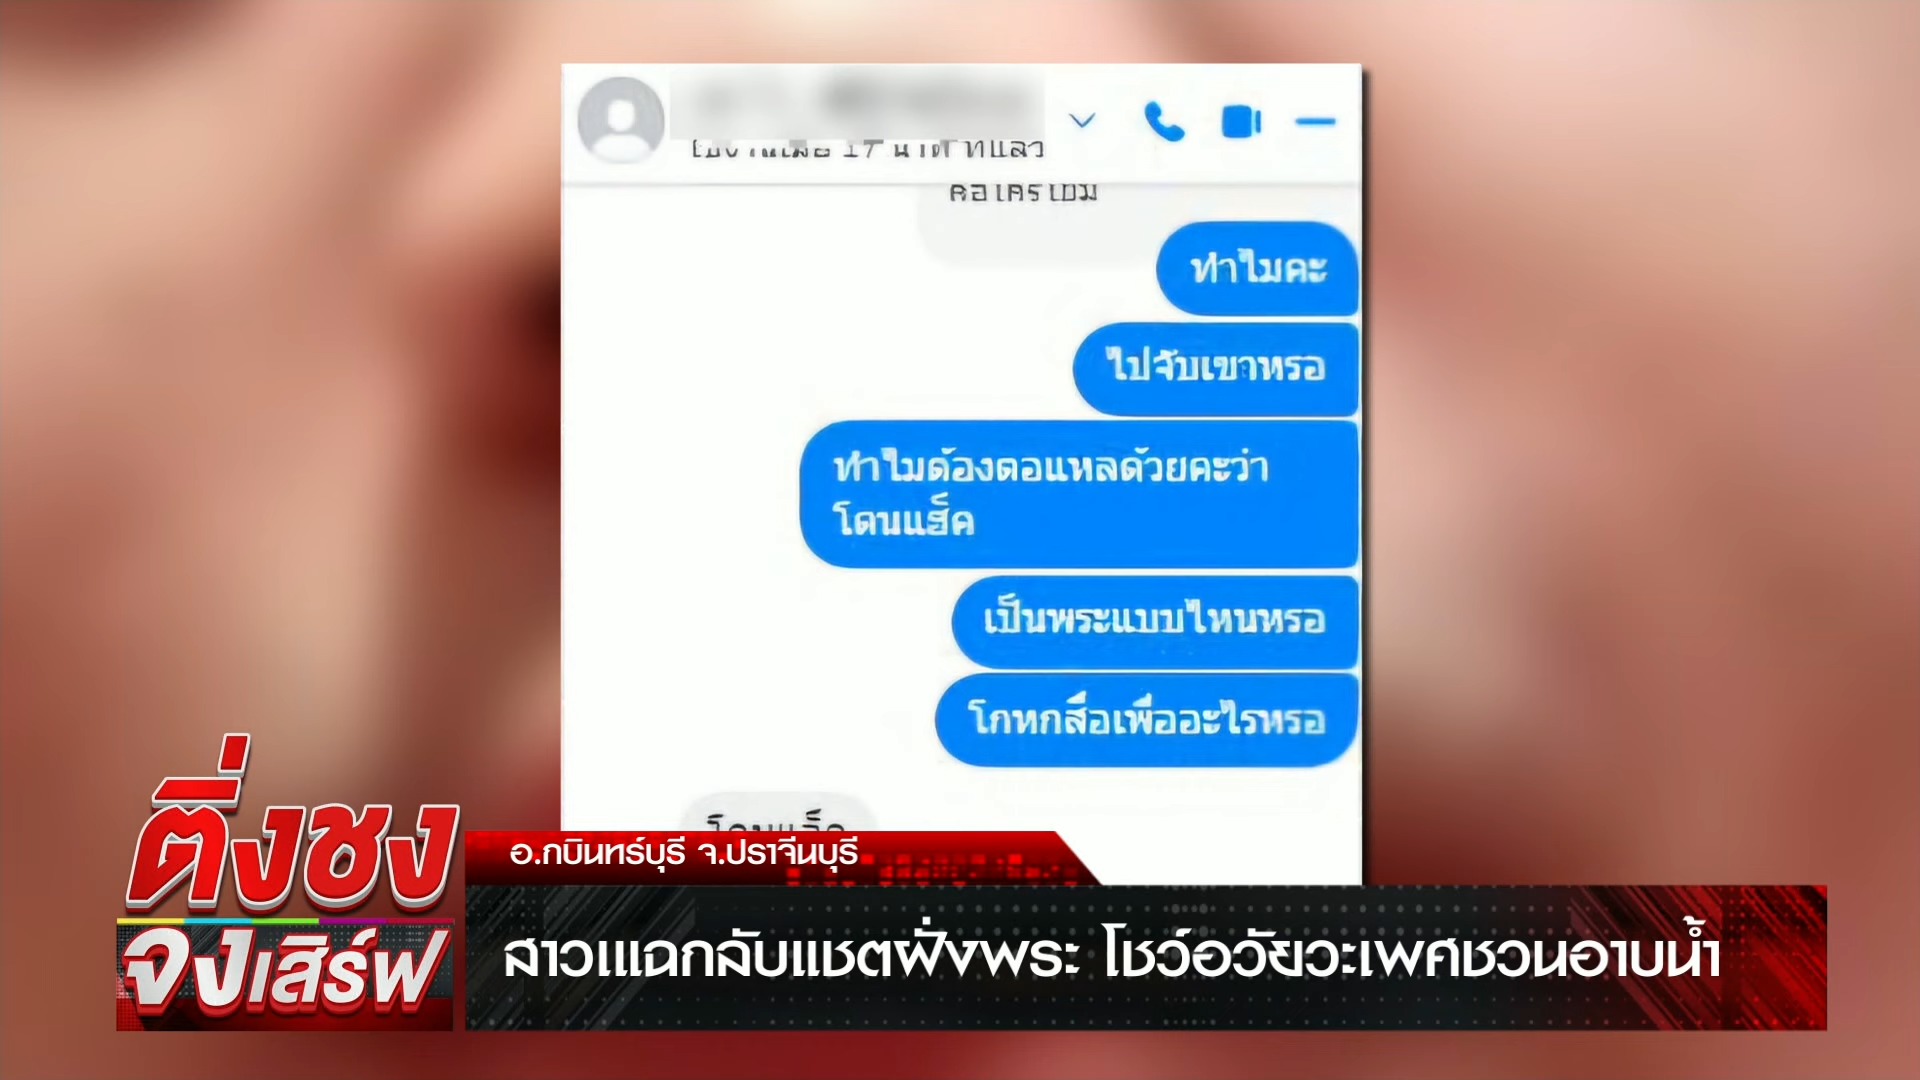 17
ทำไมคะ
ไปจับเขาหรอ
ทำไมต้องตอแหลด้วยคะว่า
โดนแฮ็ค
เป็นพระแบบไหนหรอ
โกหกสื่อเพื่ออะไรหรอ
ติ่งชง
จงเสิร์ฟ
อ.กบินทร์บุรี จ.ปราจีนบุรี
สาวแฉกลับแชตฝั่งพระ โชว์อวัยวะเพศชวนอาบน้ำ